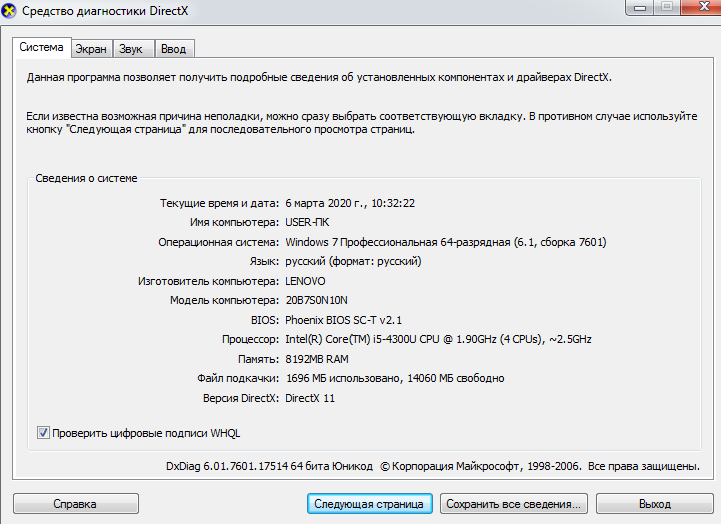 Средство диагностики DirectX
Система Экран Звук Ввод
Данная программа позволяет получить подробные сведения об установленных компонентах и драйверах DirectX.
Если известна возможная причина неполадки, можно сразу выбрать соответствующую вкладку. В противном случае используйте
кнопку "Следующая страница" для последовательного просмотра страниц.
Сведения о системе
Текущие время и дата: 6 марта 2020 г., 10:32:22
Имя компьютера: USER-ПК
Операционная система: Windows 7 Профессиональная 64-разрядная (6.1, сборка 7601)
Язык: русский (формат: русский)
Изготовитель компьютера: LENOVO
Модель компьютера: 20B7S0N10N
BIOS: Phoenix BIOS SC-T v2.1
Процессор: Intel(R) Core(TM) i5-4300U CPU @ 1.90GHz (4 CPUs), ~2.5GHz
Память: 8192MB RAM
Файл подкачки: 1696 МБ использовано, 14060 МБ свободно
Версия DirectX: DirectX 11
Проверить цифровые подписи WHQL
DxDiag 6.01.7601.17514 64 бита Юникод © Корпорация Майкрософт, 1998-2006. Все права защищены.
Справка Следующая страница Сохранить все сведения... Выход